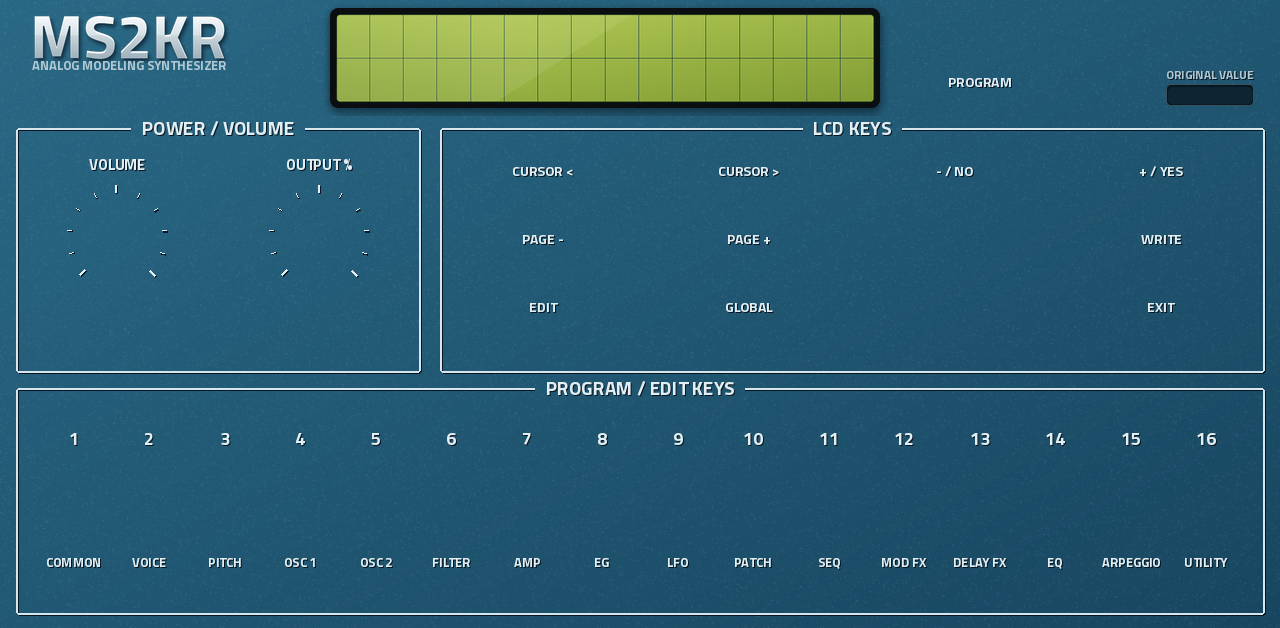 MS2KR
ANALOG MODELING SYNTHESIZER
PROGRAM
ORIGINAL VALUE
POWER / VOLUME
LCD KEYS
VOLUME
OUTPUT %
CURSOR <
CURSOR >
- / NO
+ / YES
PAGE -
PAGE +
WRITE
EDIT
GLOBAL
EXIT
PROGRAM / EDIT KEYS
1 2 3 4 5 6 7 8 9 10 11 12 13 14 15 16
COMMON VOICE PITCH OSC 1 OSC 2 FILTER AMP EG LFO PATCH SEQ MOD FX DELAY FX EQ ARPEGGIO UTILITY